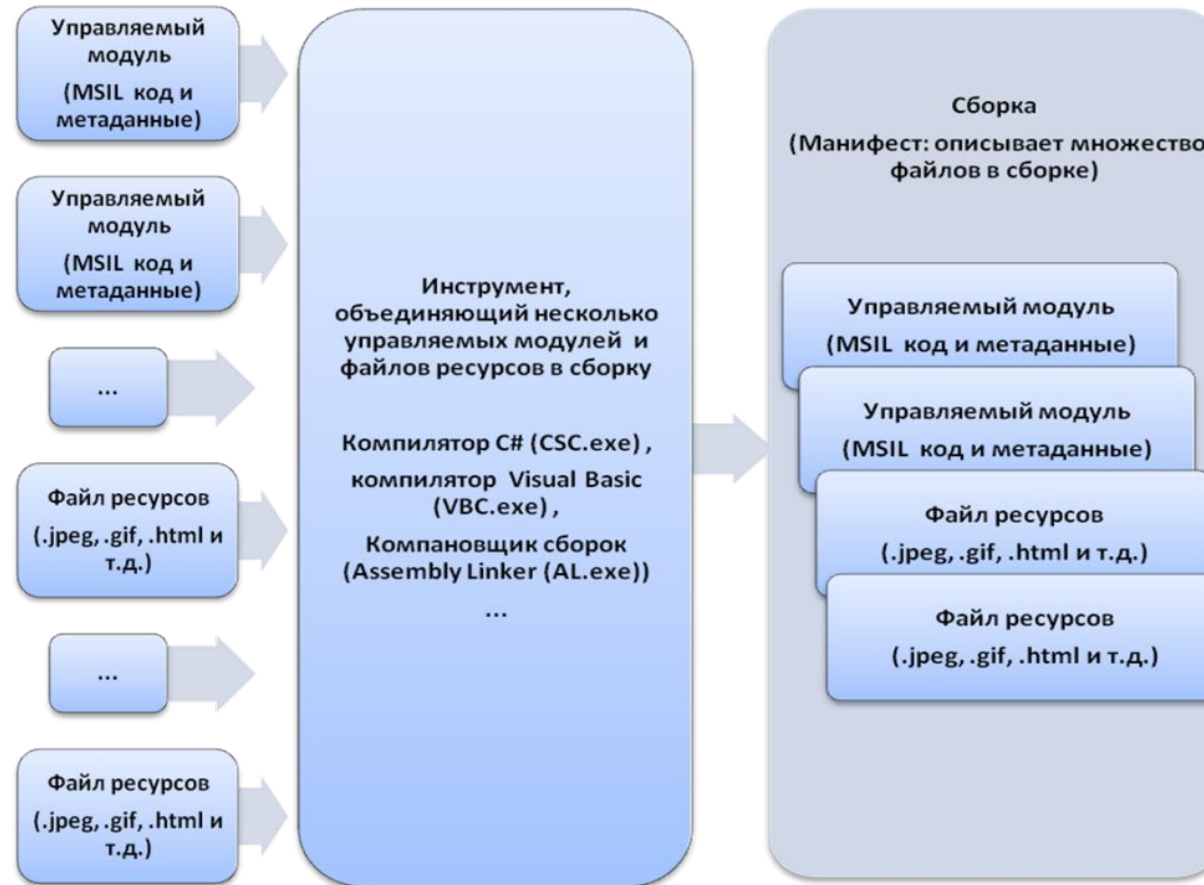 Управляемый
модуль
(MSIL код и
метаданные)
Управляемый
модуль
(MSIL код и
метаданные)
...
Файл ресурсов
(.jpeg, .gif, .html и
т.д.)
...
Файл ресурсов
(.jpeg, .gif, .html и
т.д.)
Инструмент,
объединяющий несколько
управляемых модулей и
файлов ресурсов в сборку
Компилятор C# (CSC.exe) ,
компилятор Visual Basic
(VBC.exe) ,
Компановщик сборок
(Assembly Linker (AL.exe))
...
Сборка
(Манифест: описывает множество
файлов в сборке)
Управляемый модуль
(MSIL код и метаданные)
Управляемый модуль
(MSIL код и метаданные)
Файл ресурсов
(.jpeg, .gif, .html и т.д.)
Файл ресурсов
(.jpeg, .gif, .html и т.д.)